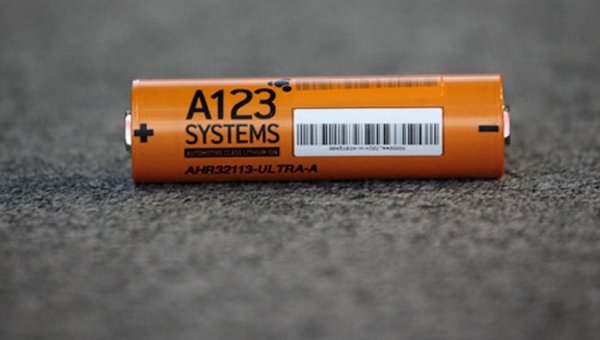 A123
SYSTEMS
AUTOMOTIVE CLASS LITHIUM ION
AHR32113-ULTRA-A
+
-